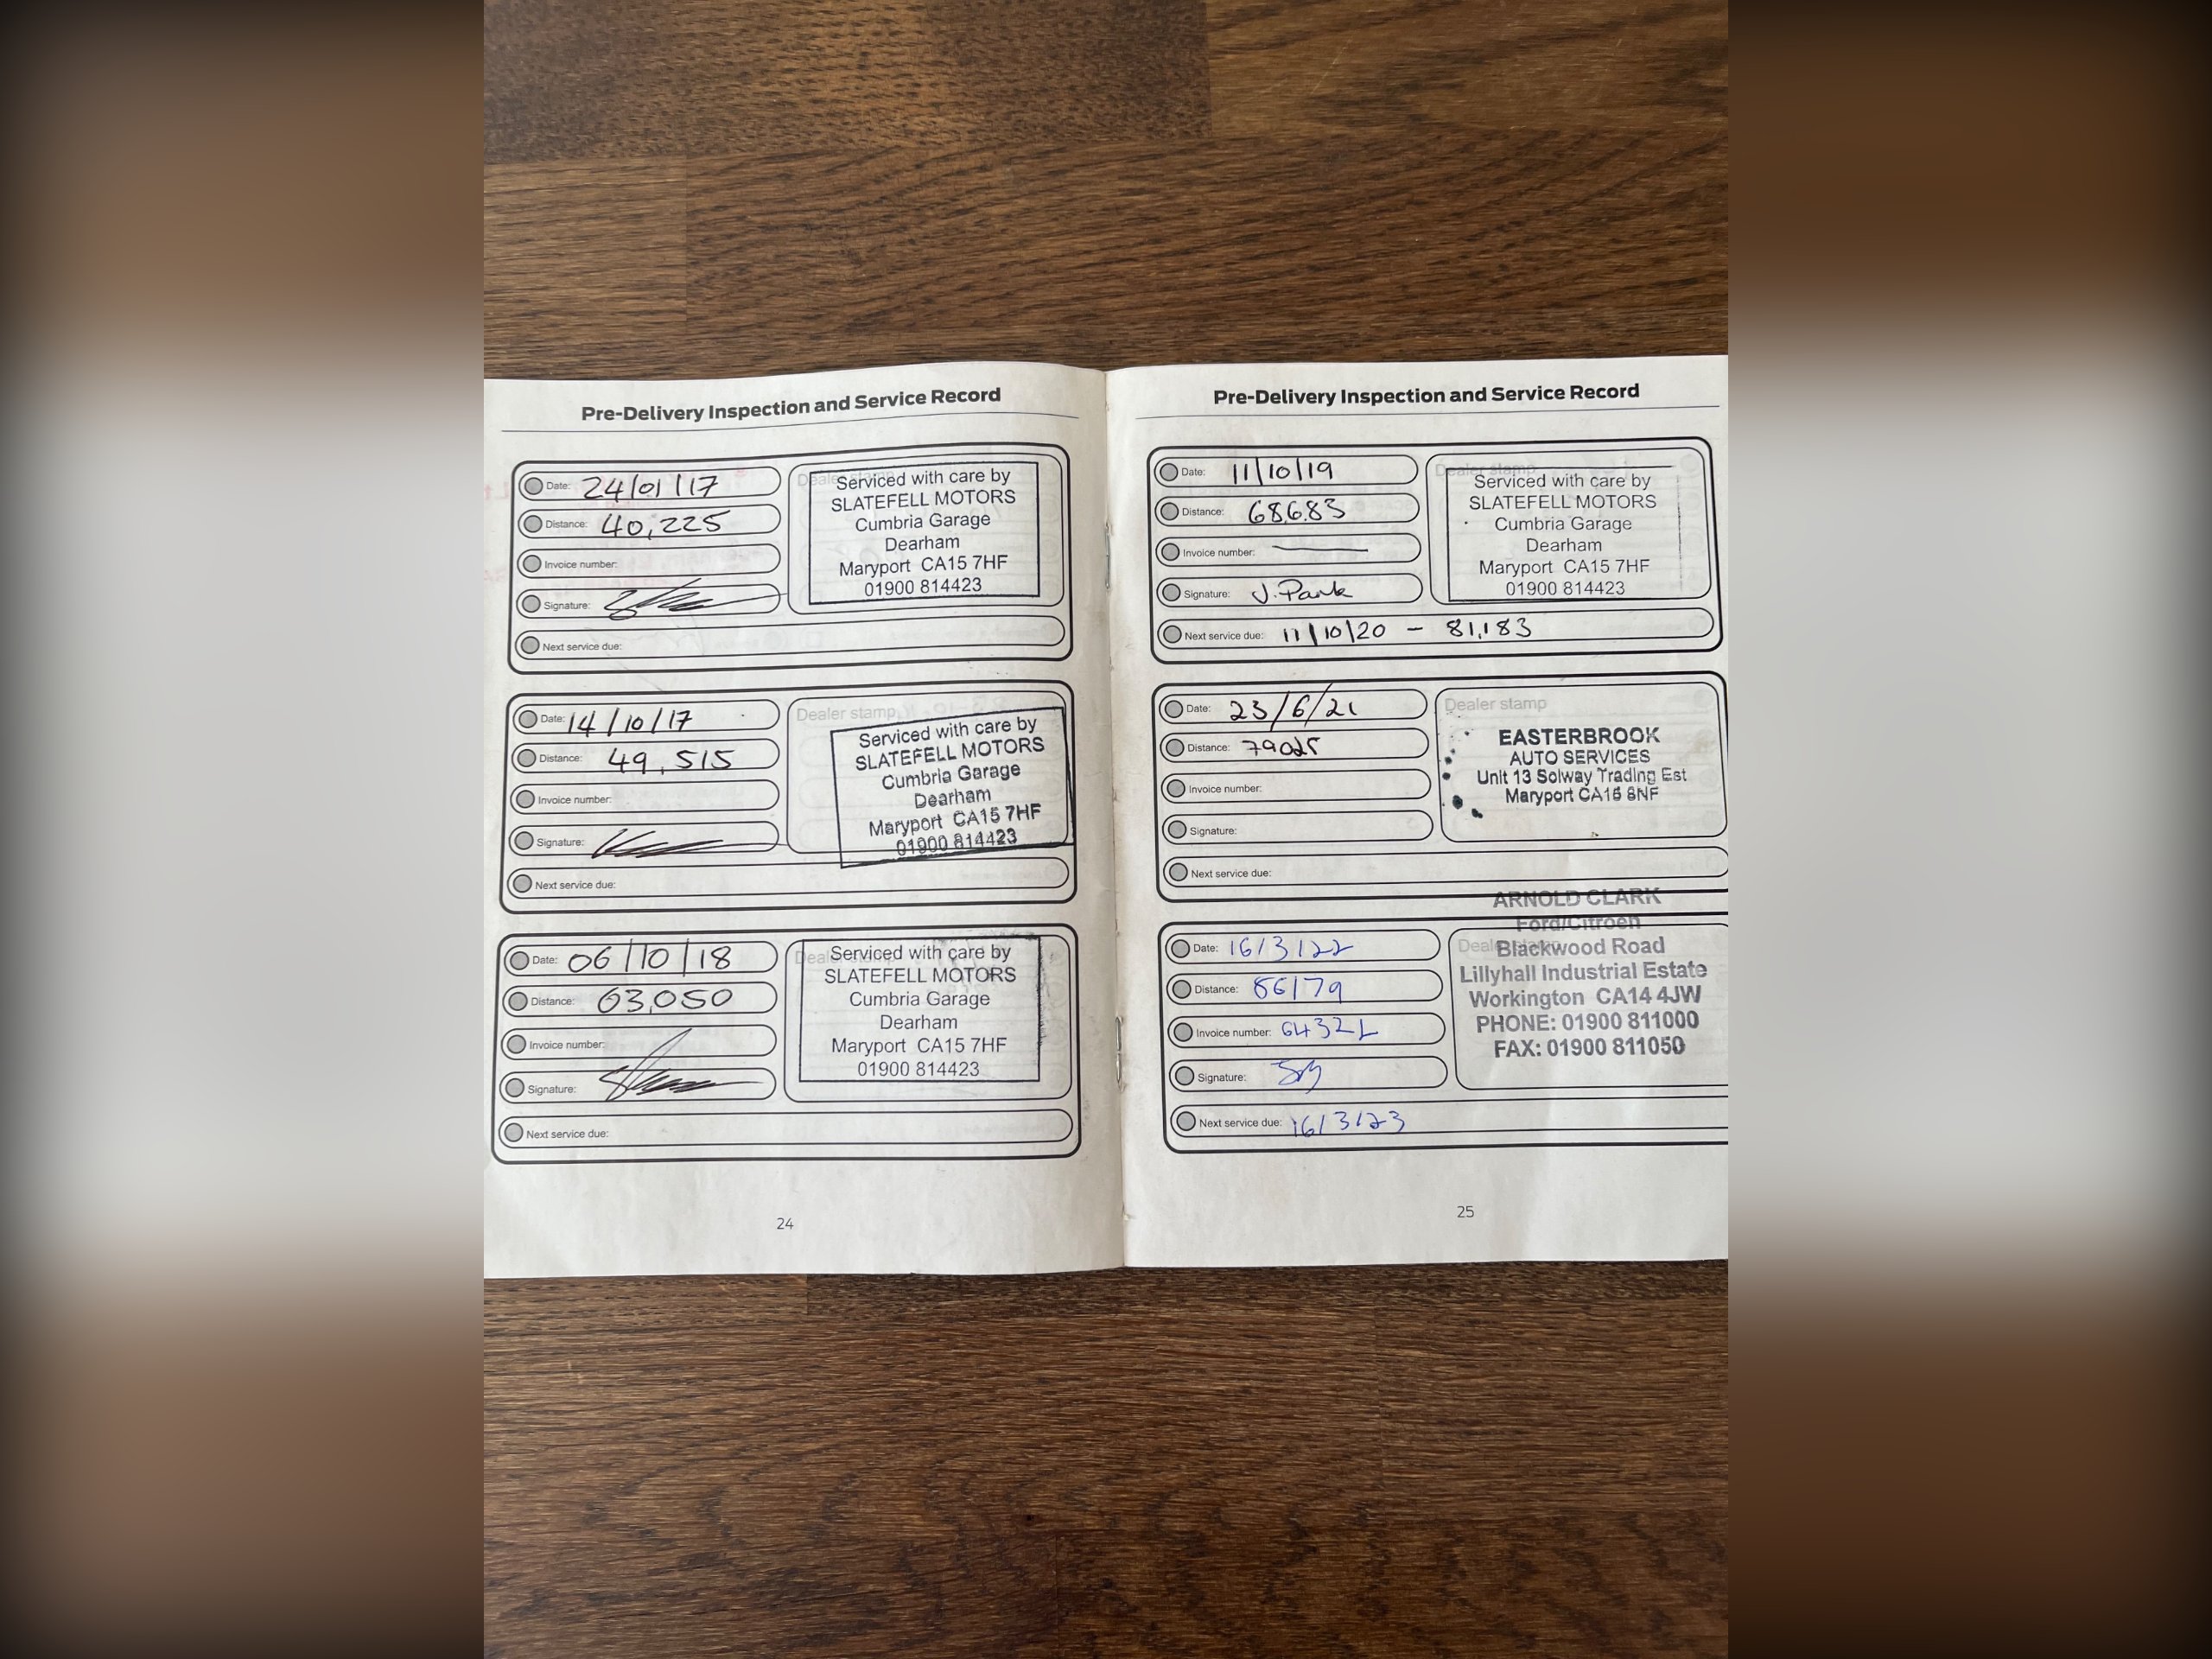 Pre-Delivery Inspection and Service Record
Date: 24/01/17
Distance: 40,225
Invoice number:
Signature:
Next service due:
Serviced with care by
SLATEFELL MOTORS
Cumbria Garage
Dearham
Maryport CA15 7HF
01900 814423
Date: 14/10/17
Distance: 49,515
Invoice number:
Signature:
Next service due:
Dealer stamp
Serviced with care by
SLATEFELL MOTORS
Cumbria Garage
Dearham
Maryport CA15 7HF
01900 814423
Date: 06/10/18
Distance: 63,050
Invoice number:
Signature:
Next service due:
Serviced with care by
SLATEFELL MOTORS
Cumbria Garage
Dearham
Maryport CA15 7HF
01900 814423
24
Pre-Delivery Inspection and Service Record
Date: 11/10/19
Distance: 68683
Invoice number:
Signature: J. Park
Next service due: 11/10/20 - 81,183
Dealer stamp
Serviced with care by
SLATEFELL MOTORS
Cumbria Garage
Dearham
Maryport CA15 7HF
01900 814423
Date: 23/6/21
Distance: 79025
Invoice number:
Signature:
Next service due:
Dealer stamp
EASTERBROOK
AUTO SERVICES
Unit 13 Solway Trading Est
Maryport CA15 8NF
Date: 16/3/22
Distance: 86179
Invoice number:
Signature:
Next service due: 16/3/23
ARNOLD CLARK
Ford/Citroen
Blackwood Road
Lillyhall Industrial Estate
Workington CA14 4JW
PHONE: 01900 811000
FAX: 01900 811050
25